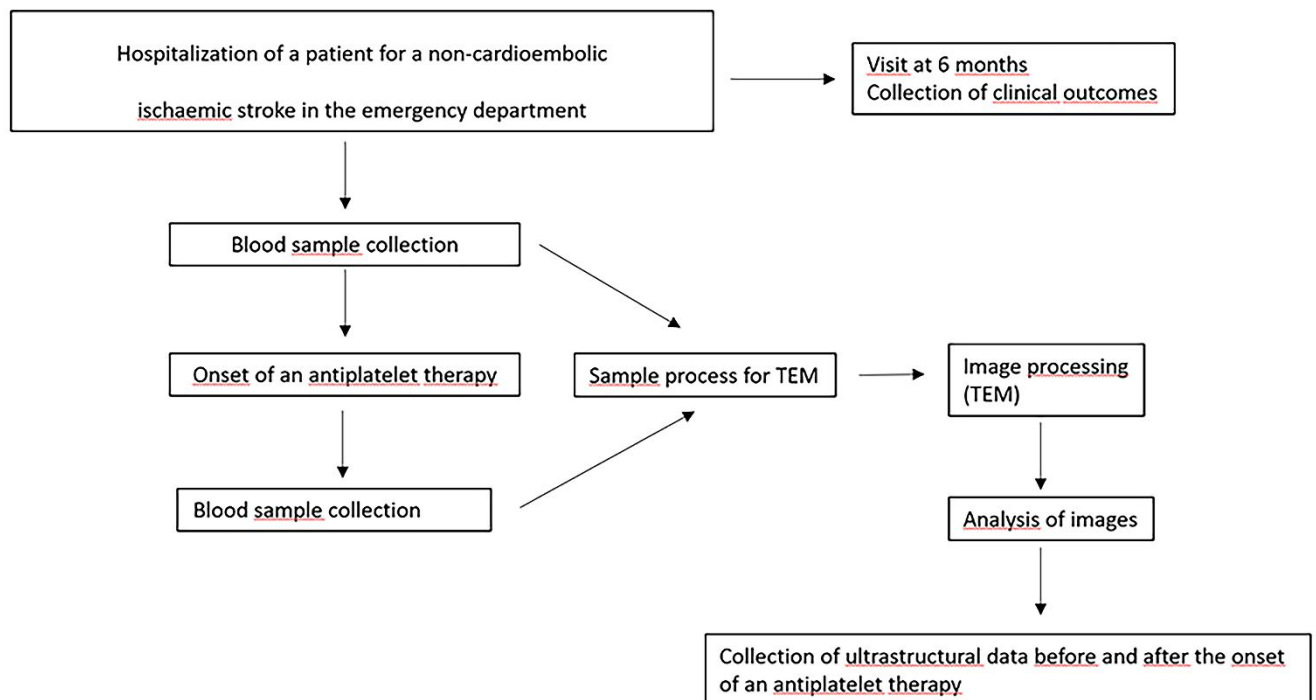 Hospitalization of a patient for a non-cardioembolic
ischaemic stroke in the emergency department
Visit at 6 months
Collection of clinical outcomes
Blood sample collection
Onset of an antiplatelet therapy
Sample process for TEM
Image processing
(TEM)
Blood sample collection
Analysis of images
Collection of ultrastructural data before and after the onset
of an antiplatelet therapy